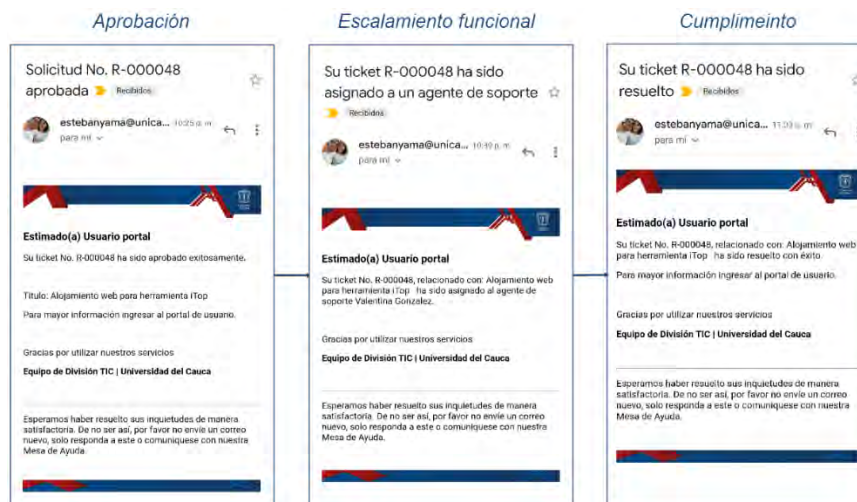 Aprobación
Solicitud No. R-000048
aprobada Recibidos
estebanyama@unica... 10:25 p. m.
para mí
Estimado(a) Usuario portal
Su ticket No. R-000048 ha sido aprobado exitosamente.
Título: Alojamiento web para herramienta iTop
Para mayor información ingresar al portal de usuario.
Gracias por utilizar nuestros servicios
Equipo de División TIC | Universidad del Cauca
Esperamos haber resuelto sus inquietudes de manera
satisfactoria. De no ser así, por favor no envíe un correo
nuevo, solo responda a este o comuníquese con nuestra
Mesa de Ayuda.
Escalamiento funcional
Su ticket R-000048 ha sido
asignado a un agente de soporte
Recibidos
estebanyama@unica... 10:49 p. m.
para mí
Estimado(a) Usuario portal
Su ticket No. R-000048, relacionado con: Alojamiento web
para herramienta iTop ha sido asignado al agente de
soporte Valentina Gonzalez.
Gracias por utilizar nuestros servicios
Equipo de División TIC | Universidad del Cauca
Esperamos haber resuelto sus inquietudes de manera
satisfactoria. De no ser así, por favor no envíe un correo
nuevo, solo responda a este o comuníquese con nuestra
Mesa de Ayuda.
Cumplimeinto
Su ticket R-000048 ha sido
resuelto Recibidos
estebanyama@unica... p. m.
para mí
Estimado(a) Usuario portal
Su ticket No. R-000048, relacionado con: Alojamiento web
para herramienta iTop ha sido resuelto con éxito.
Para mayor información ingresar al portal de usuario.
Gracias por utilizar nuestros servicios
Equipo de División TIC | Universidad del Cauca
Esperamos haber resuelto sus inquietudes de manera
satisfactoria. De no ser así, por favor no envíe un correo
nuevo, solo responda a este o comuníquese con nuestra
Mesa de Ayuda.